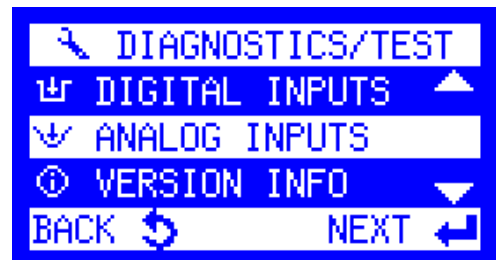 DIAGNOSTICS/TEST
DIGITAL INPUTS
ANALOG INPUTS
VERSION INFO
BACK NEXT